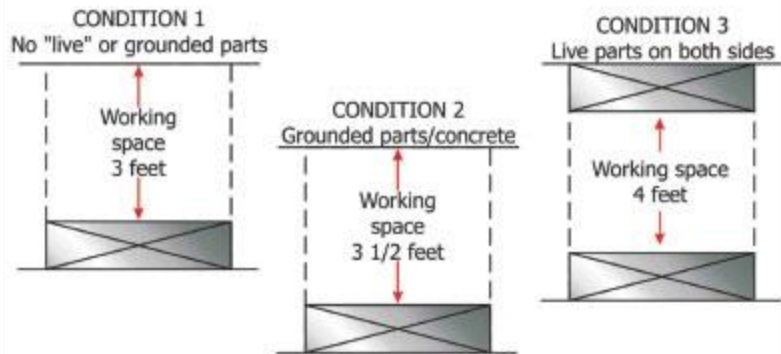 CONDITION 1
No "live" or grounded parts
Working
space
3 feet
CONDITION 2
Grounded parts/concrete
Working
space
3 1/2 feet
CONDITION 3
Live parts on both sides
Working space
4 feet